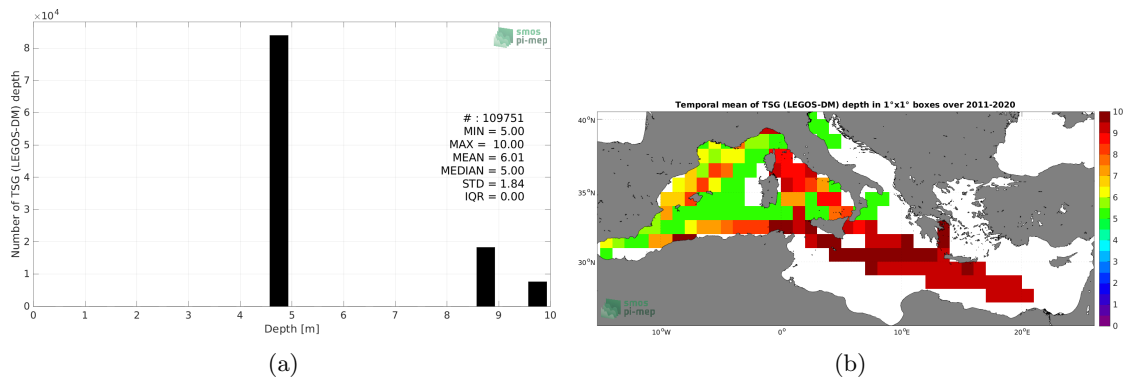 ×10⁴
8
7
6
5
4
3
2
1
0
Number of TSG (LEGOS-DM) depth
smos
pi-mep
# : 109751
MIN = 5.00
MAX = 10.00
MEAN = 6.01
MEDIAN = 5.00
STD = 1.84
IQR = 0.00
0 1 2 3 4 5 6 7 8 9 10
Depth [m]
(a)
Temporal mean of TSG (LEGOS-DM) depth in 1°x1° boxes over 2011-2020
40°N
35°N
30°N
10°W 0° 10°E 20°E
smos
pi-mep
10
9
8
7
6
5
4
3
2
1
0
(b)